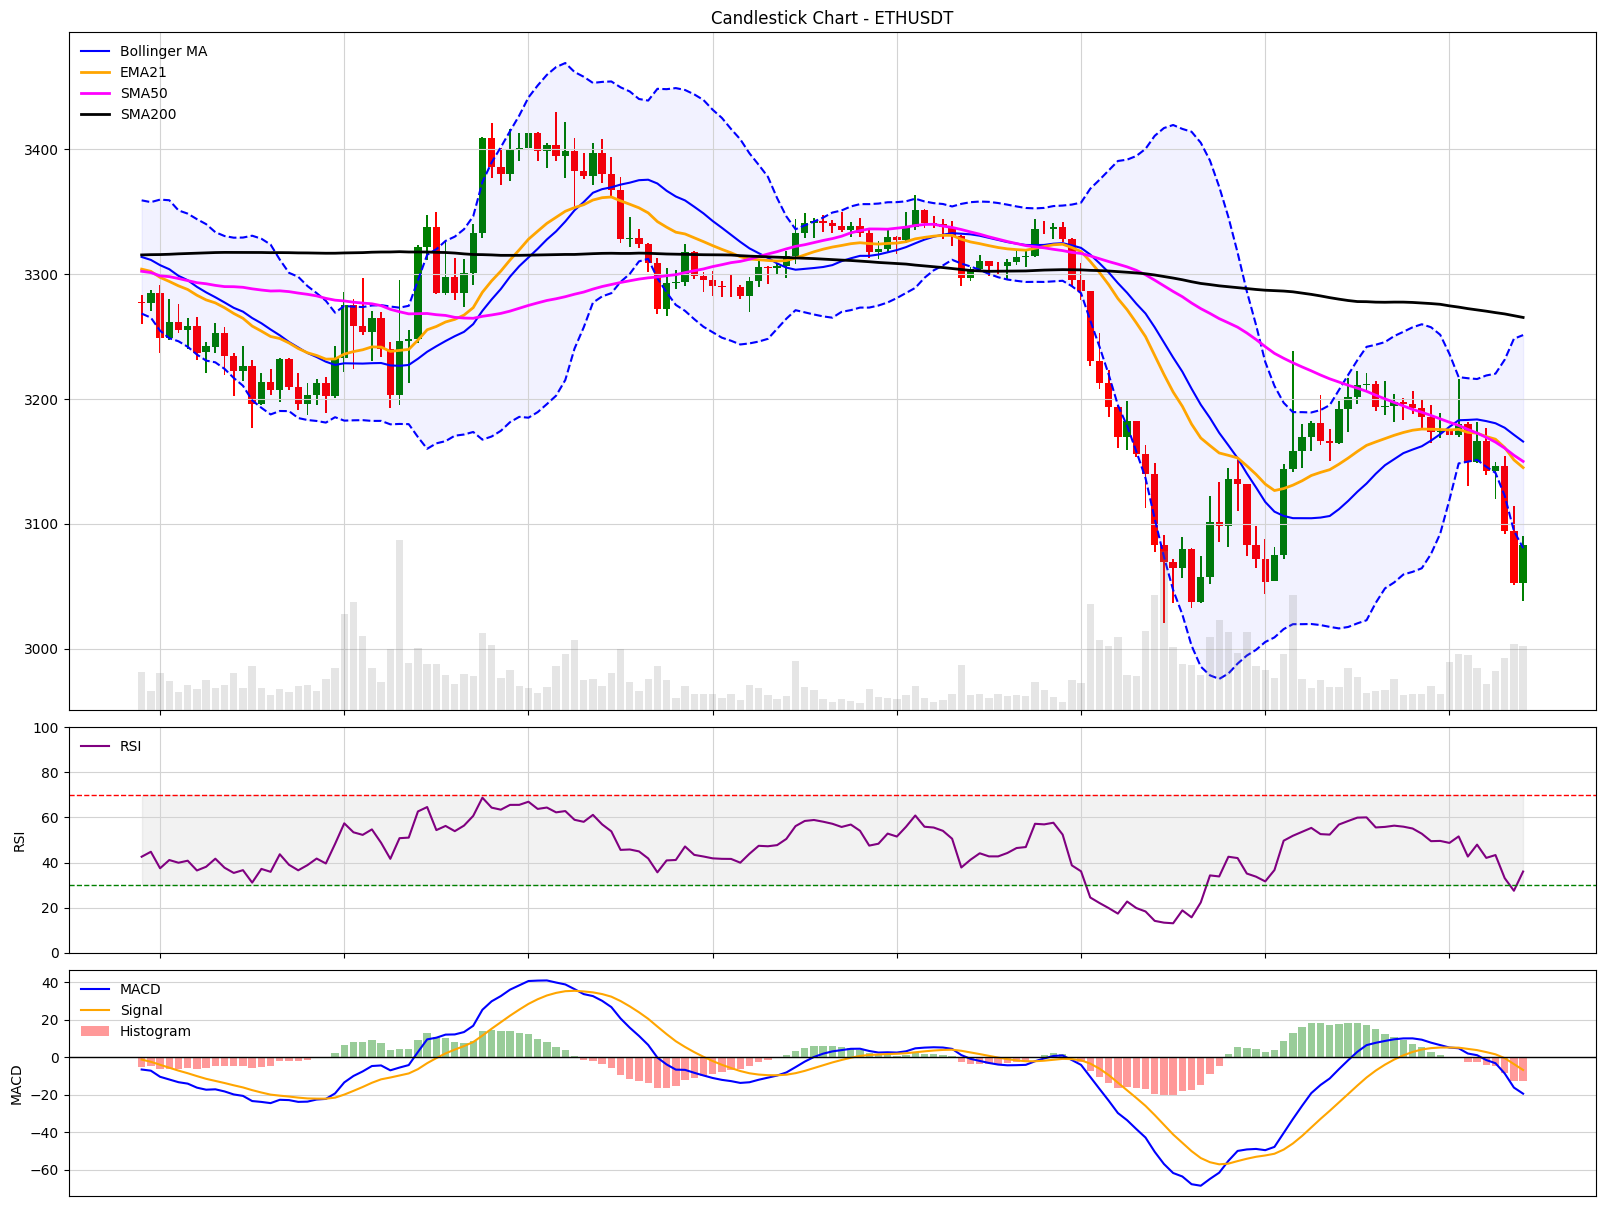 Candlestick Chart - ETHUSDT
Bollinger MA
EMA21
SMA50
SMA200
3400
3300
3200
3100
3000
RSI
100
80
60
40
20
0
RSI
MACD
Signal
Histogram
40
20
0
−20
−40
−60
MACD